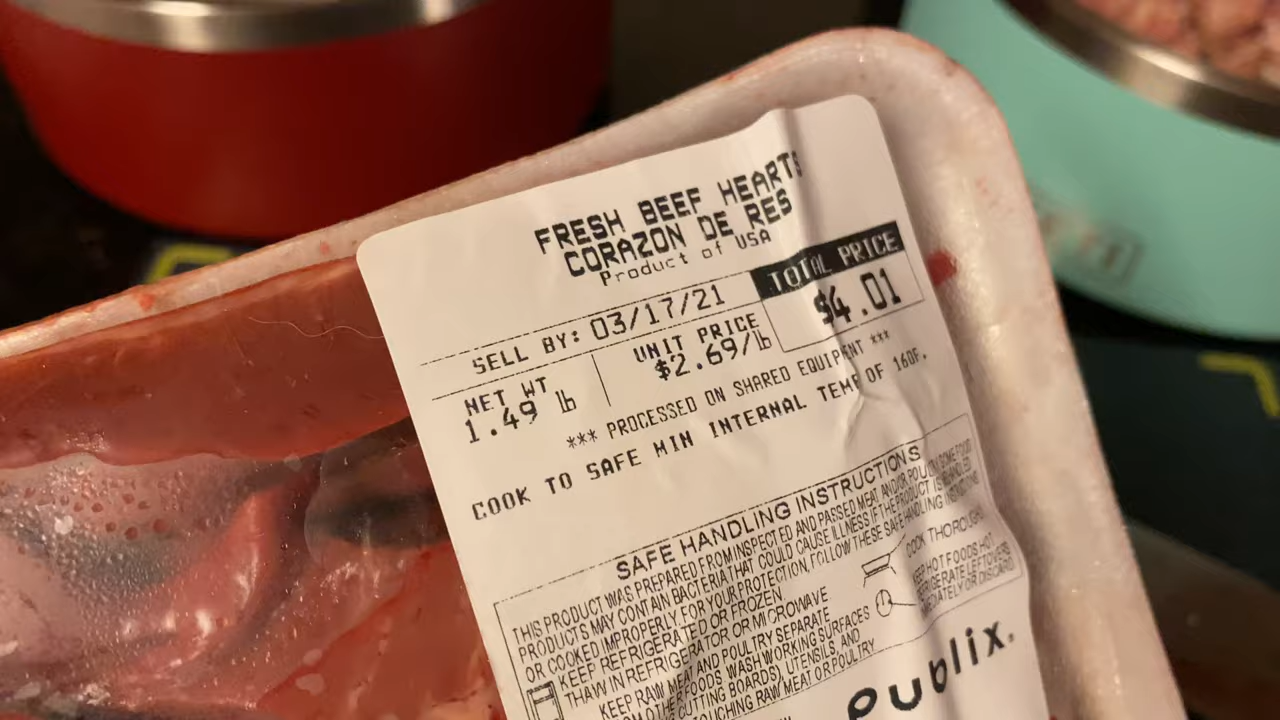 FRESH BEEF HEARTS
CORAZON DE RES
Product of USA
SELL BY: 03/17/21
TOTAL PRICE
$4.01
NET WT
1.49 lb
UNIT PRICE
$2.69/lb
*** PROCESSED ON SHARED EQUIPMENT ***
COOK TO SAFE MIN INTERNAL TEMP OF 160F.
SAFE HANDLING INSTRUCTIONS
THIS PRODUCT WAS PREPARED FROM INSPECTED AND PASSED MEAT AND/OR POULTRY. SOME FOOD
PRODUCTS MAY CONTAIN BACTERIA THAT COULD CAUSE ILLNESS IF THE PRODUCT IS MISHANDLED
OR COOKED IMPROPERLY. FOR YOUR PROTECTION, FOLLOW THESE SAFE HANDLING INSTRUCTIONS
KEEP REFRIGERATED OR FROZEN
THAW IN REFRIGERATOR OR MICROWAVE
KEEP RAW MEAT AND POULTRY SEPARATE
FROM OTHER FOODS. WASH WORKING SURFACES
CUTTING BOARDS), UTENSILS, AND
TOUCHING RAW MEAT OR POULTRY
COOK THOROUGHLY
KEEP HOT FOODS HOT
REFRIGERATE LEFTOVERS
IMMEDIATELY OR DISCARD.
Publix.